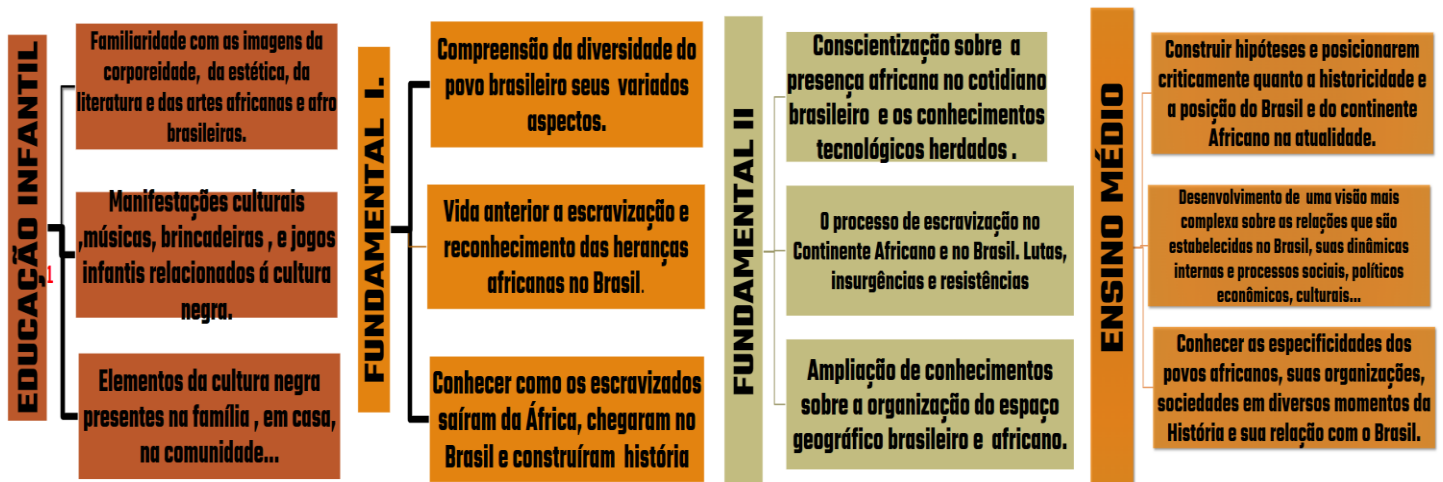 EDUCAÇÃO INFANTIL
,1
Familiaridade com as imagens da
corporeidade, da estética, da
literatura e das artes africanas e afro
brasileiras.
Manifestações culturais
,músicas, brincadeiras , e jogos
infantis relacionados á cultura
negra.
Elementos da cultura negra
presentes na família , em casa,
na comunidade...
FUNDAMENTAL I.
Compreensão da diversidade do
povo brasileiro seus variados
aspectos.
Vida anterior a escravização e
reconhecimento das heranças
africanas no Brasil.
Conhecer como os escravizados
saíram da África, chegaram no
Brasil e construíram história
FUNDAMENTAL II
Conscientização sobre a
presença africana no cotidiano
brasileiro e os conhecimentos
tecnológicos herdados .
O processo de escravização no
Continente Africano e no Brasil. Lutas,
insurgências e resistências
Ampliação de conhecimentos
sobre a organização do espaço
geográfico brasileiro e africano.
ENSINO MÉDIO
Construir hipóteses e posicionarem
criticamente quanto a historicidade e
a posição do Brasil e do continente
Africano na atualidade.
Desenvolvimento de uma visão mais
complexa sobre as relações que são
estabelecidas no Brasil, suas dinâmicas
internas e processos sociais, políticos
econômicos, culturais...
Conhecer as especificidades dos
povos africanos, suas organizações,
sociedades em diversos momentos da
História e sua relação com o Brasil.